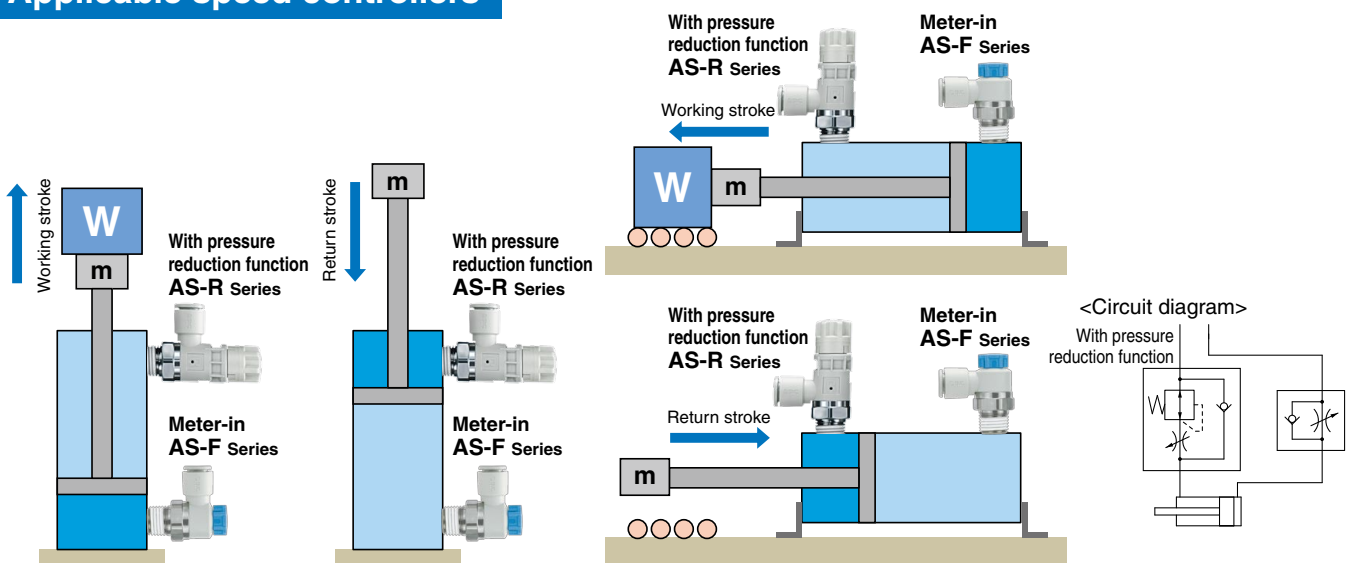 Applicable speed controllers
Working stroke
W
m
With pressure
reduction function
AS-R Series
Meter-in
AS-F Series
Return stroke
m
With pressure
reduction function
AS-R Series
Meter-in
AS-F Series
With pressure
reduction function
AS-R Series
Meter-in
AS-F Series
Working stroke
W
m
With pressure
reduction function
AS-R Series
Meter-in
AS-F Series
Return stroke
m
<Circuit diagram>
With pressure
reduction function